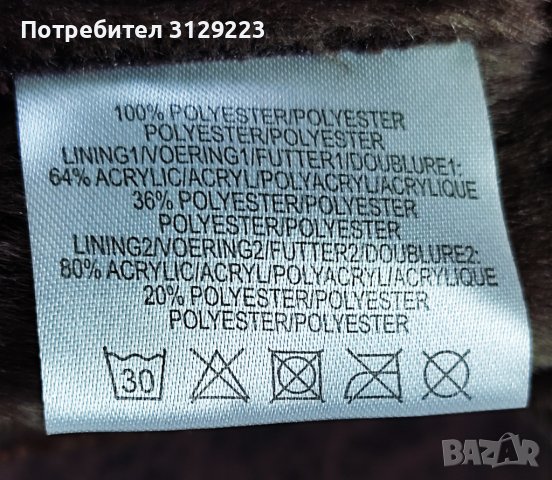 Потребител 3129223
100% POLYESTER/POLYESTER
POLYESTER/POLYESTER
LINING1/VOERING1/FUTTER1/DOUBLURE1:
64% ACRYLIC/ACRYL/POLYACRYL/ACRYLIQUE
36% POLYESTER/POLYESTER
POLYESTER/POLYESTER
LINING2/VOERING2/FUTTER2/DOUBLURE2:
80% ACRYLIC/ACRYL/POLYACRYL/ACRYLIQUE
20% POLYESTER/POLYESTER
POLYESTER/POLYESTER
30
BAZAR